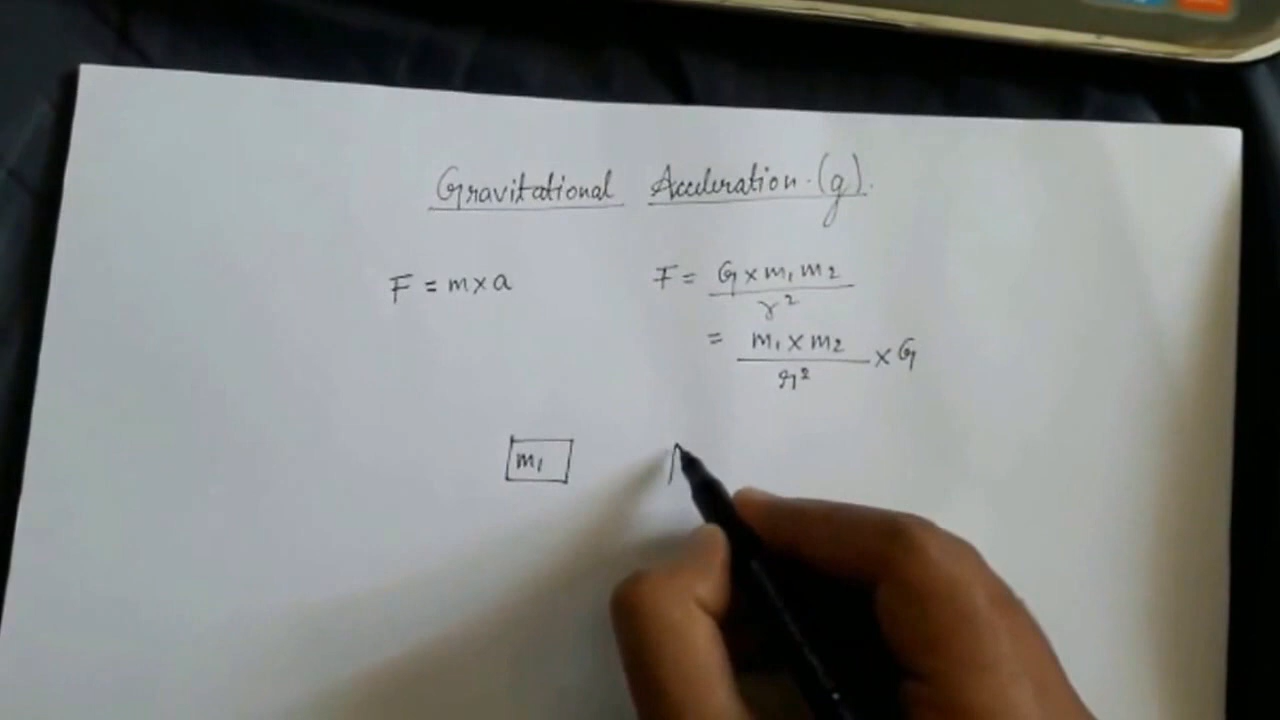 Gravitational Acceleration. (g).
F = m×a
F = G × m₁ m₂ / r²
= m₁ × m₂ / r² × G
m₁